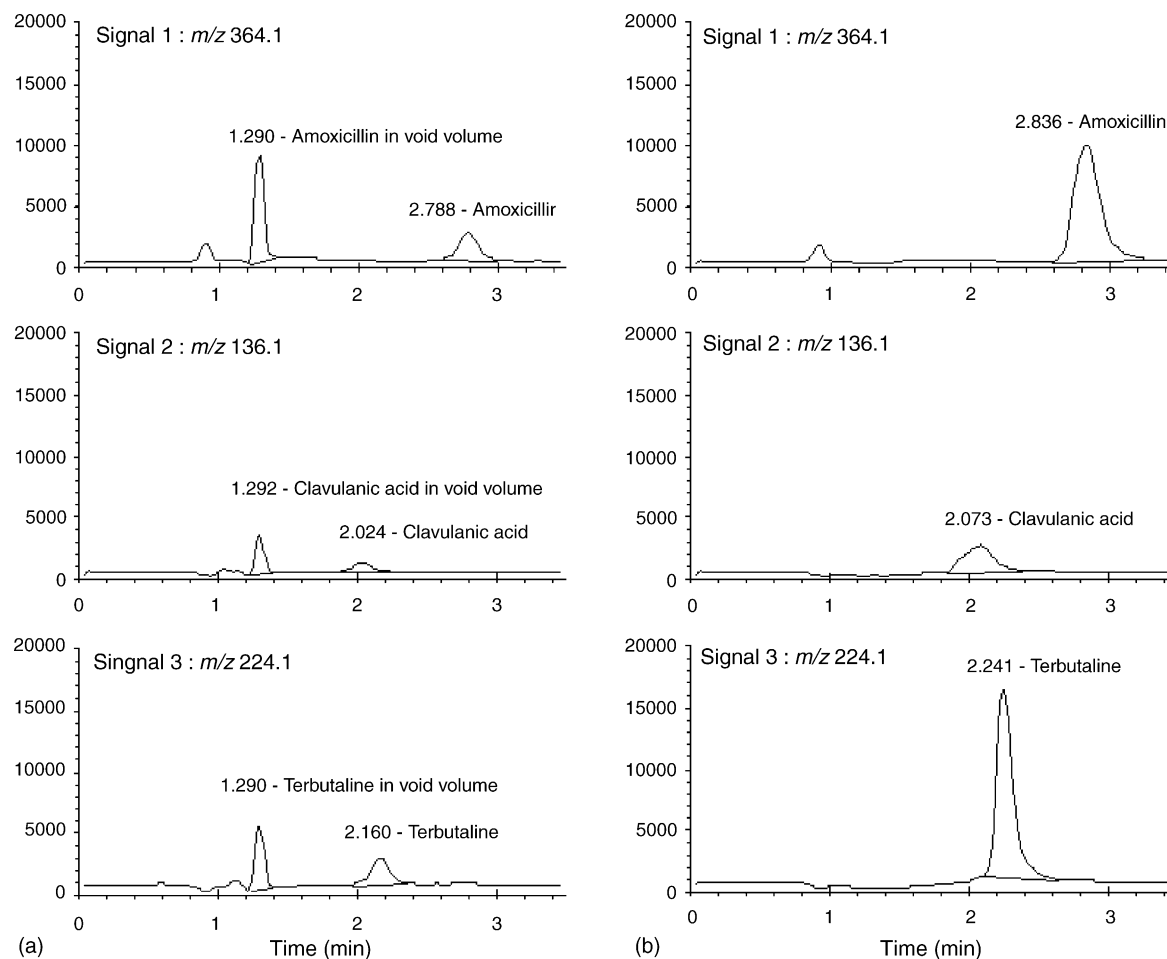 20000
Signal 1 : m/z 364.1
15000
1.290 - Amoxicillin in void volume
10000
2.788 - Amoxicillir
5000
0
0 1 2 3
20000
Signal 2 : m/z 136.1
15000
10000
1.292 - Clavulanic acid in void volume
5000
2.024 - Clavulanic acid
0
0 1 2 3
20000
Singnal 3 : m/z 224.1
15000
10000
1.290 - Terbutaline in void volume
5000
2.160 - Terbutaline
0
0 1 2 3
(a)
Time (min)
20000
Signal 1 : m/z 364.1
15000
2.836 - Amoxicillin
10000
5000
0
0 1 2 3
20000
Signal 2 : m/z 136.1
15000
10000
5000
2.073 - Clavulanic acid
0
0 1 2 3
20000
Signal 3 : m/z 224.1
2.241 - Terbutaline
15000
10000
5000
0
0 1 2 3
(b)
Time (min)